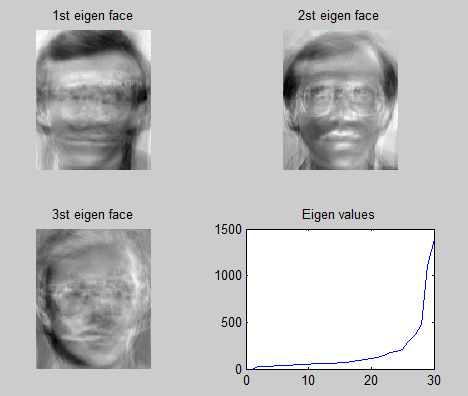 1st eigen face
2st eigen face
3st eigen face
Eigen values
1500
1000
500
0
0
10
20
30